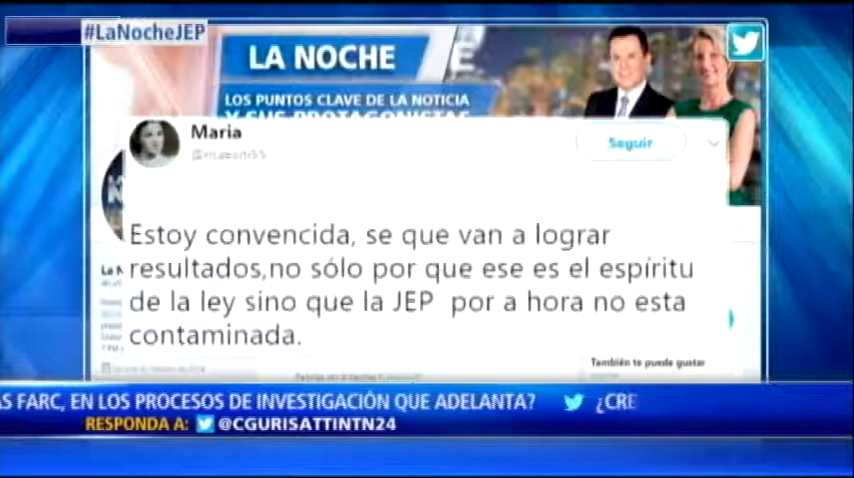 #LaNocheJEP
LA NOCHE
LOS PUNTOS CLAVE DE LA NOTICIA
Y SUS PROTAGONISTAS
Maria
Seguir
Estoy convencida, se que van a lograr
resultados,no sólo por que ese es el espíritu
de la ley sino que la JEP por a hora no esta
contaminada.
También te puede gustar
AS FARC, EN LOS PROCESOS DE INVESTIGACIÓN QUE ADELANTA? ¿CRE
RESPONDA A: @CGURISATTINTN24